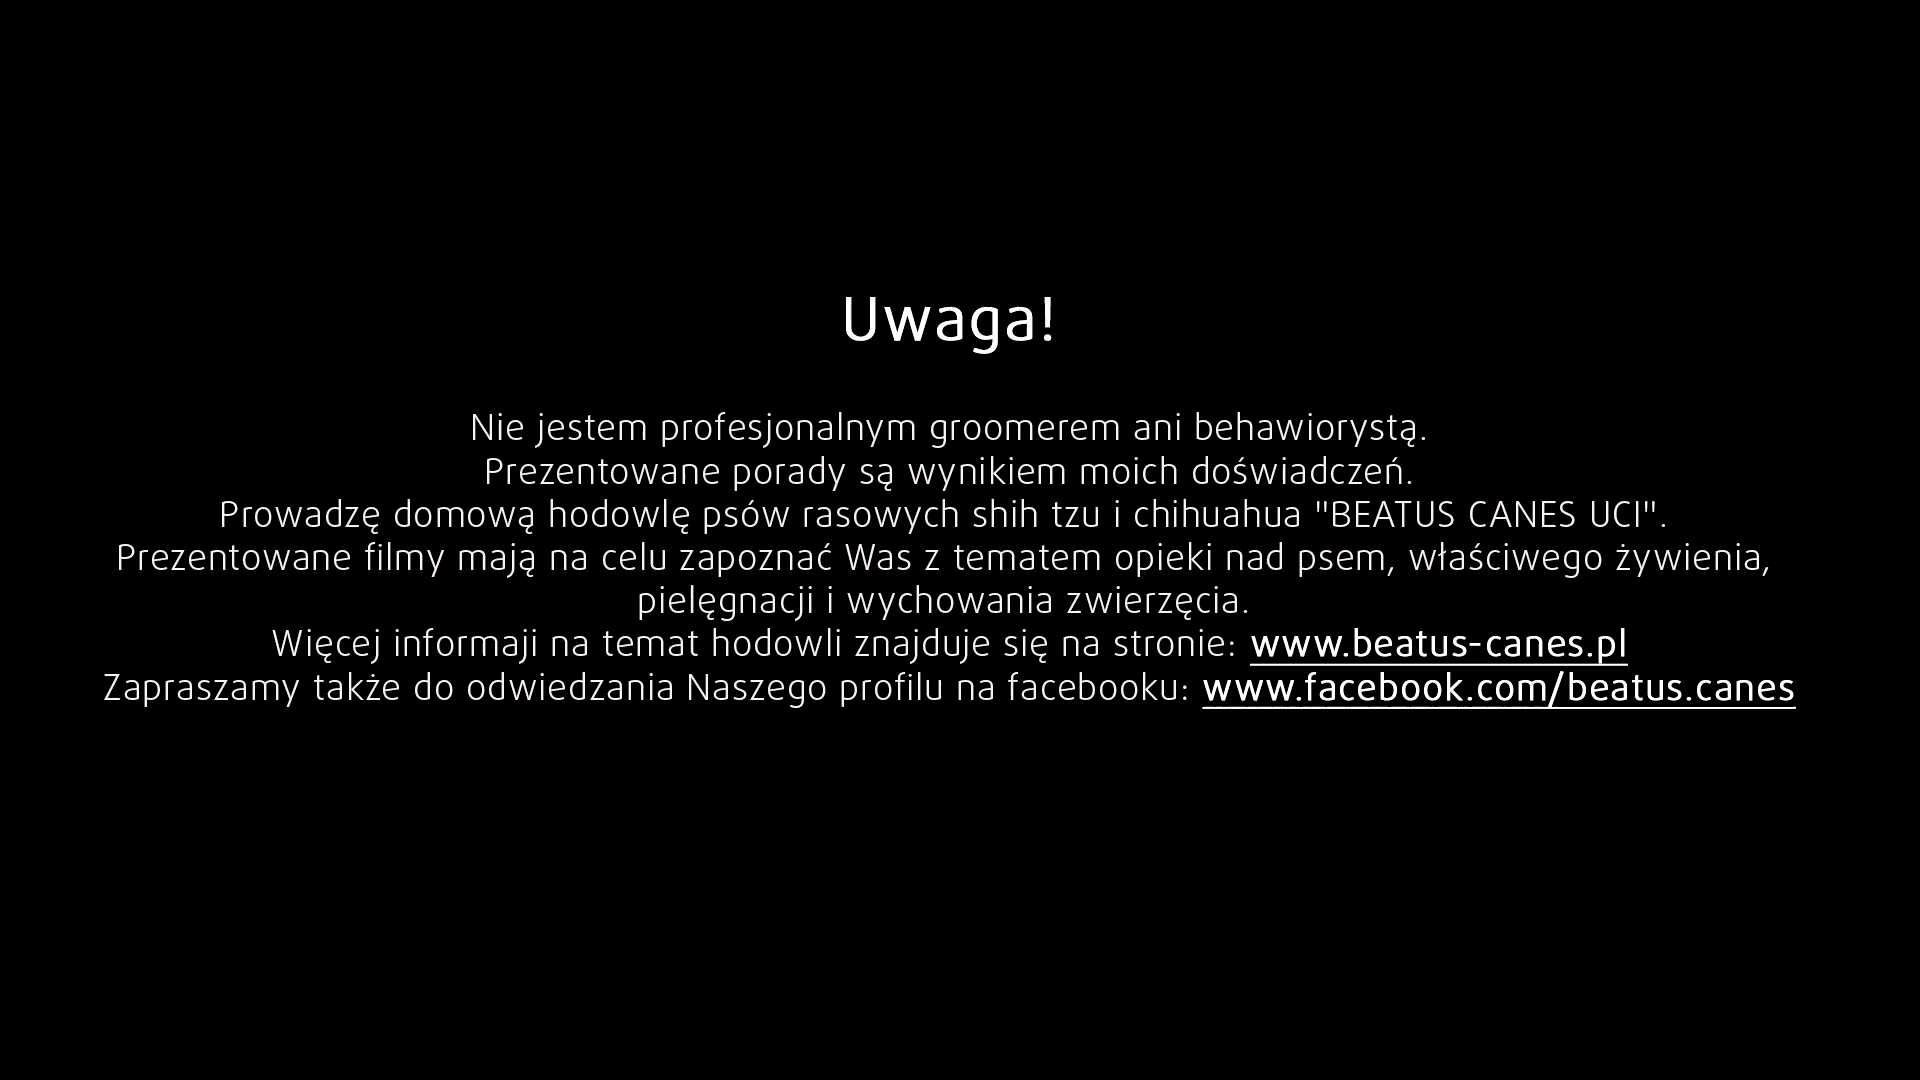 Uwaga!
Nie jestem profesjonalnym groomerem ani behawiorystą.
Prezentowane porady są wynikiem moich doświadczeń.
Prowadzę domową hodowlę psów rasowych shih tzu i chihuahua "BEATUS CANES UCI".
Prezentowane filmy mają na celu zapoznać Was z tematem opieki nad psem, właściwego żywienia,
pielęgnacji i wychowania zwierzęcia.
Więcej informaji na temat hodowli znajduje się na stronie: www.beatus-canes.pl
Zapraszamy także do odwiedzania Naszego profilu na facebooku: www.facebook.com/beatus.canes